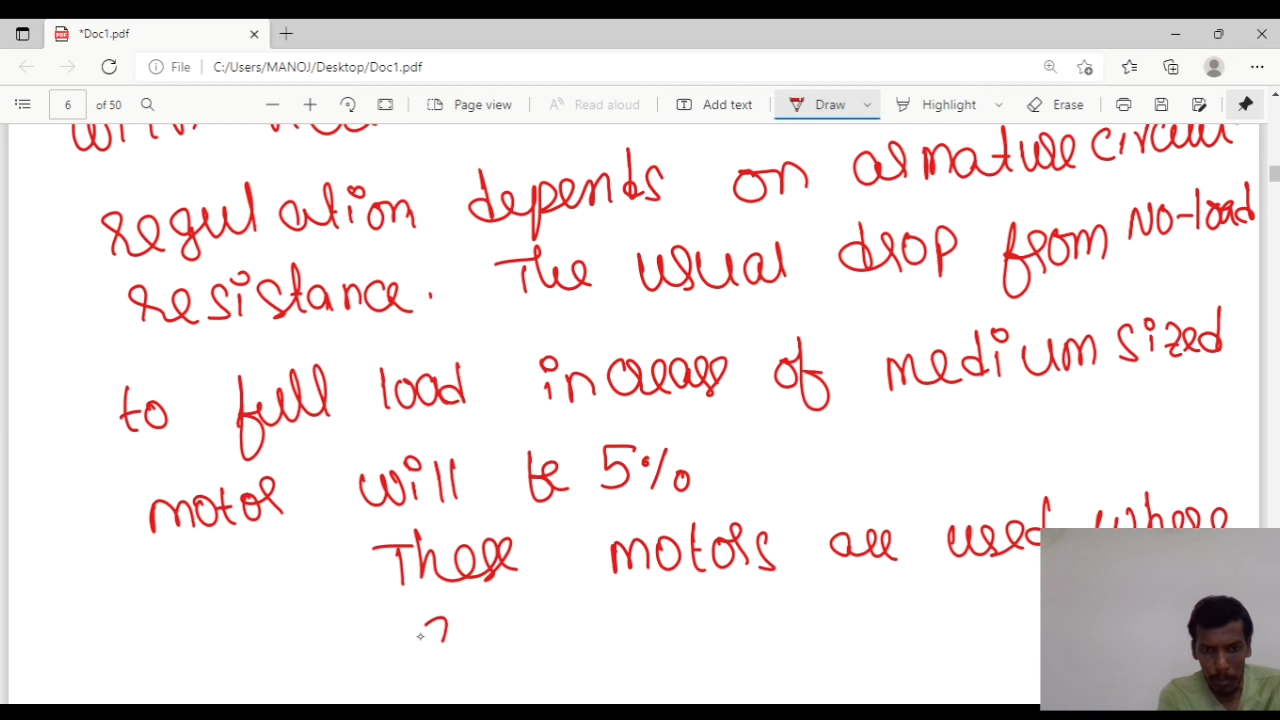 *Doc1.pdf
File C:/Users/MANOJ/Desktop/Doc1.pdf
6 of 50 Page view Read aloud Add text Draw Highlight Erase
with
regulation depends on armature circuit
resistance. The usual drop from No-load
to full load increase of medium sized
motor will be 5%
These motors are used where